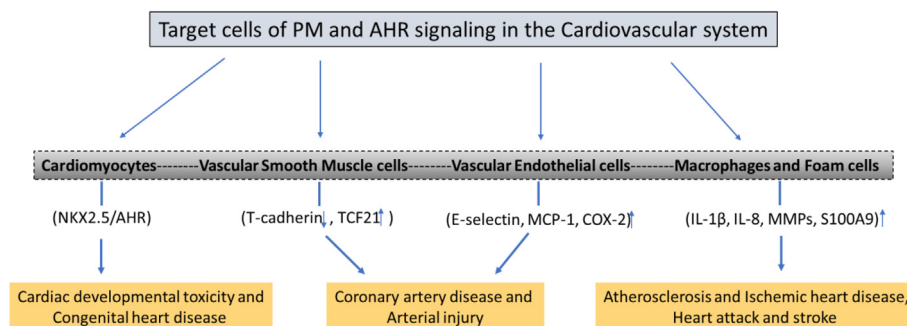 Target cells of PM and AHR signaling in the Cardiovascular system
Cardiomyocytes-------Vascular Smooth Muscle cells-------Vascular Endothelial cells-------Macrophages and Foam cells
(NKX2.5/AHR)
(T-cadherin↓, TCF21↑)
(E-selectin, MCP-1, COX-2)↑
(IL-1β, IL-8, MMPs, S100A9)↑
Cardiac developmental toxicity and
Congenital heart disease
Coronary artery disease and
Arterial injury
Atherosclerosis and Ischemic heart disease,
Heart attack and stroke